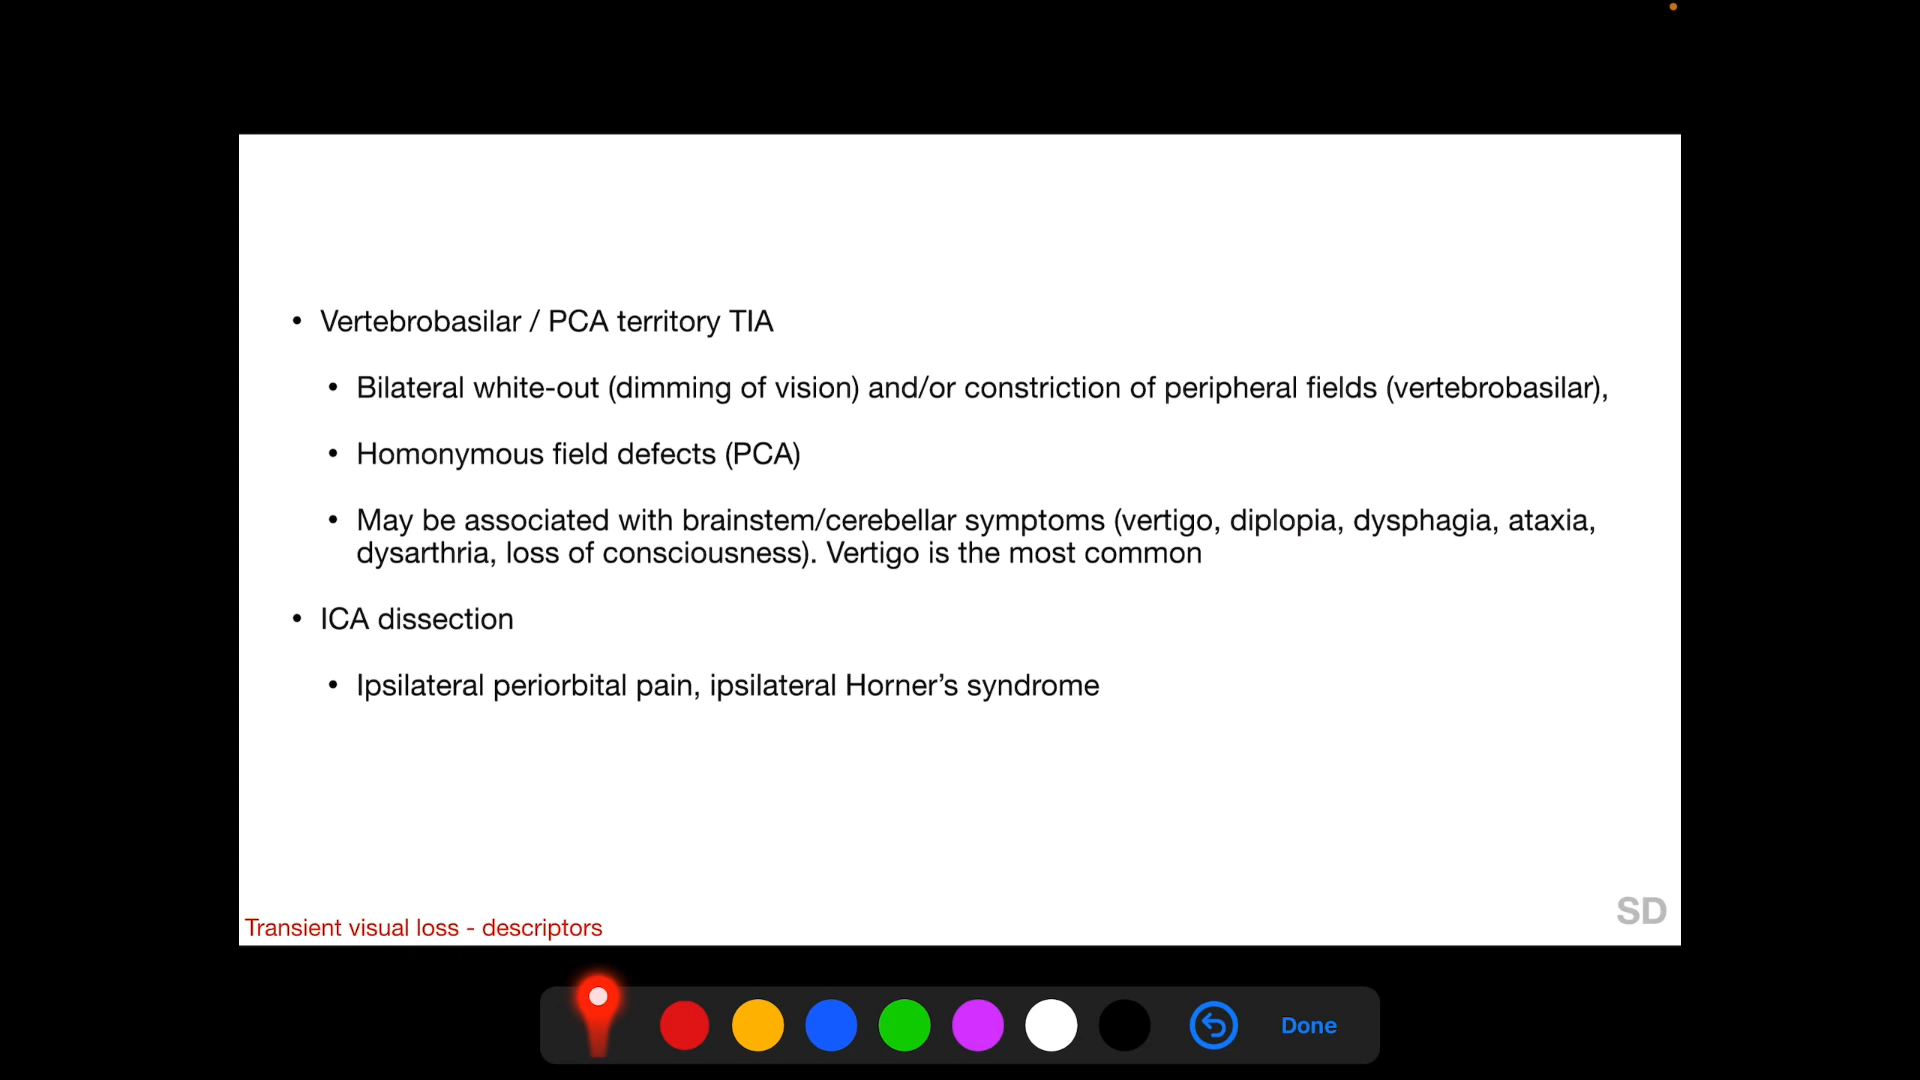 • Vertebrobasilar / PCA territory TIA
• Bilateral white-out (dimming of vision) and/or constriction of peripheral fields (vertebrobasilar),
• Homonymous field defects (PCA)
• May be associated with brainstem/cerebellar symptoms (vertigo, diplopia, dysphagia, ataxia,
dysarthria, loss of consciousness). Vertigo is the most common
• ICA dissection
• Ipsilateral periorbital pain, ipsilateral Horner’s syndrome
SD
Transient visual loss - descriptors
Done